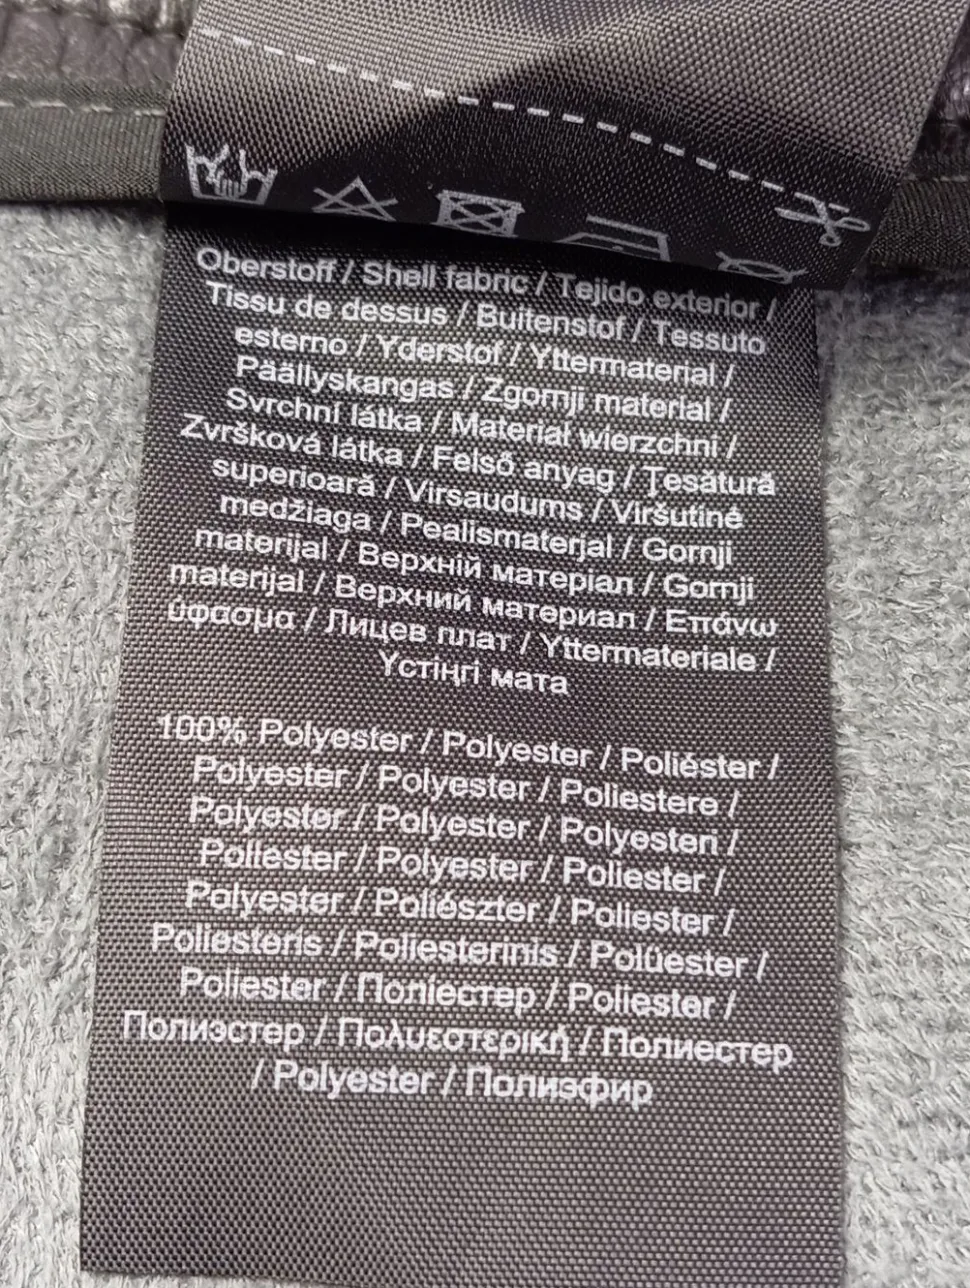 Oberstoff / Shell fabric / Tejido exterior /
Tissu de dessus / Buitenstof / Tessuto
esterno / Yderstof / Yttermaterial /
Päällyskangas / Zgornji material /
Svrchní látka / Materiał wierzchni /
Zvršková látka / Felső anyag / Țesătură
superioară / Virsaudums / Viršutinė
medžiaga / Pealismaterjal / Gornji
materijal / Верхній матеріал / Gornji
materijal / Верхний материал / Επάνω
ύφασμα / Лицев плат / Yttermateriale /
Үстіңгі мата
100% Polyester / Polyester / Poliéster /
Polyester / Polyester / Poliestere /
Polyester / Polyester / Polyesteri /
Poliester / Polyester / Poliester /
Polyester / Poliészter / Poliester /
Poliesteris / Poliesterinis / Polüester /
Poliester / Поліестер / Poliester /
Полиэстер / Πολυεστερική / Полиестер
/ Polyester / Полиэфир